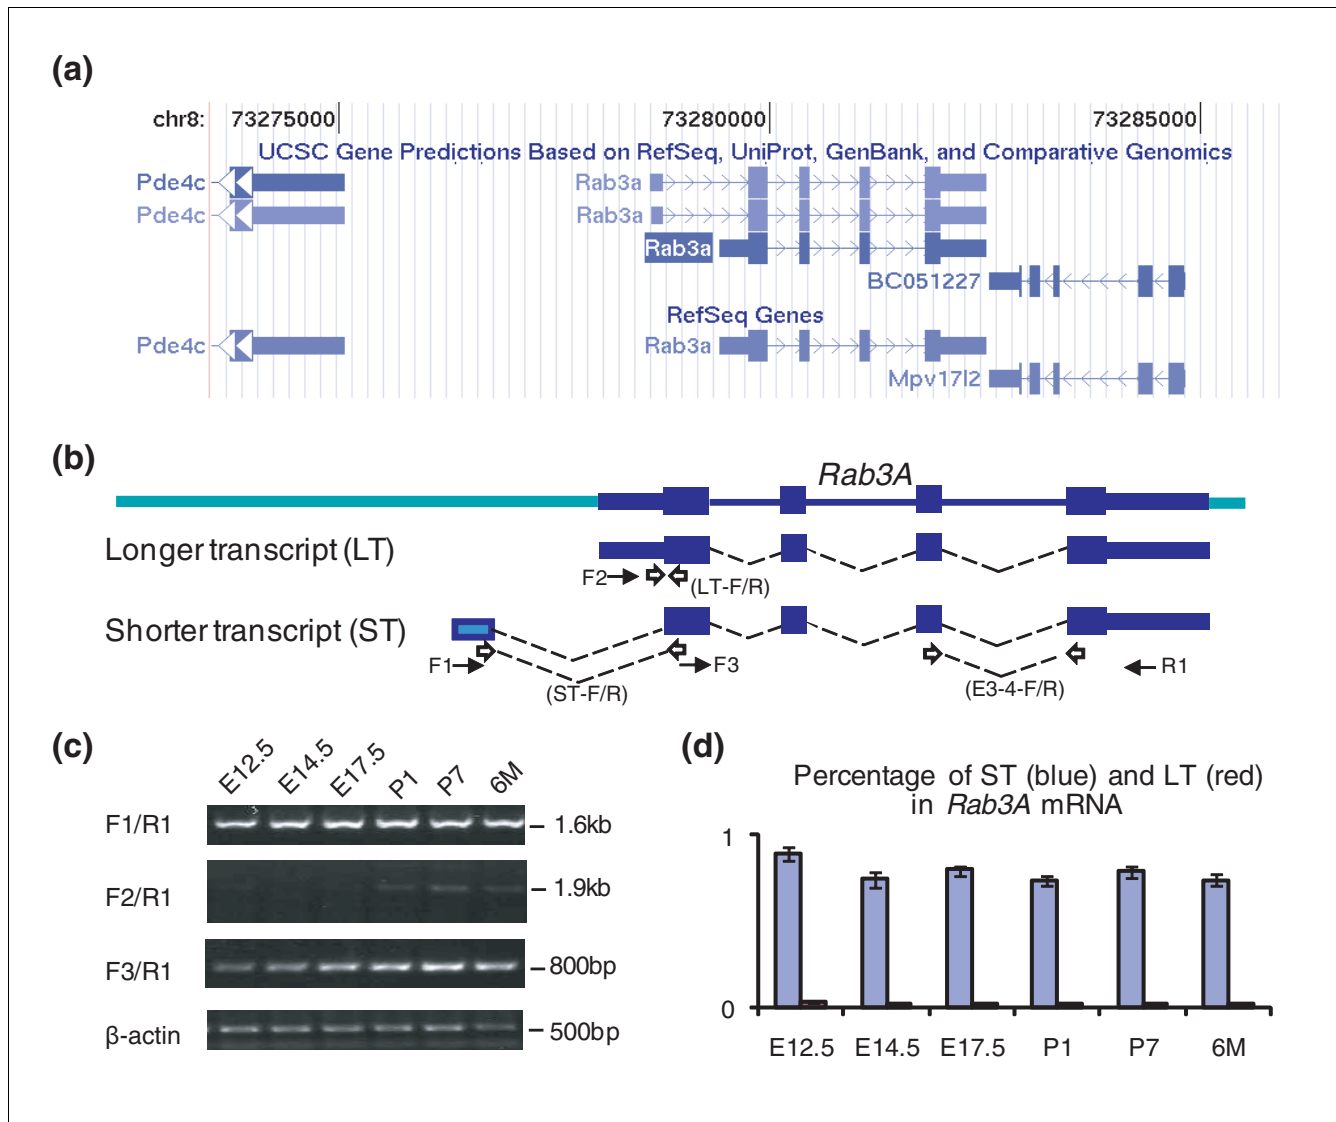 (a)
chr8: 73275000 73280000 73285000
UCSC Gene Predictions Based on RefSeq, UniProt, GenBank, and Comparative Genomics
Pde4c Rab3a
Pde4c Rab3a
Rab3a
BC051227
RefSeq Genes
Pde4c Rab3a
Mpv17l2
(b)
Rab3A
Longer transcript (LT)
F2 (LT-F/R)
Shorter transcript (ST)
F1 F3 R1
(ST-F/R) (E3-4-F/R)
(c)
E12.5 E14.5 E17.5 P1 P7 6M
F1/R1 – 1.6kb
F2/R1 – 1.9kb
F3/R1 – 800bp
β-actin – 500bp
(d)
Percentage of ST (blue) and LT (red)
in Rab3A mRNA
1
0
E12.5 E14.5 E17.5 P1 P7 6M